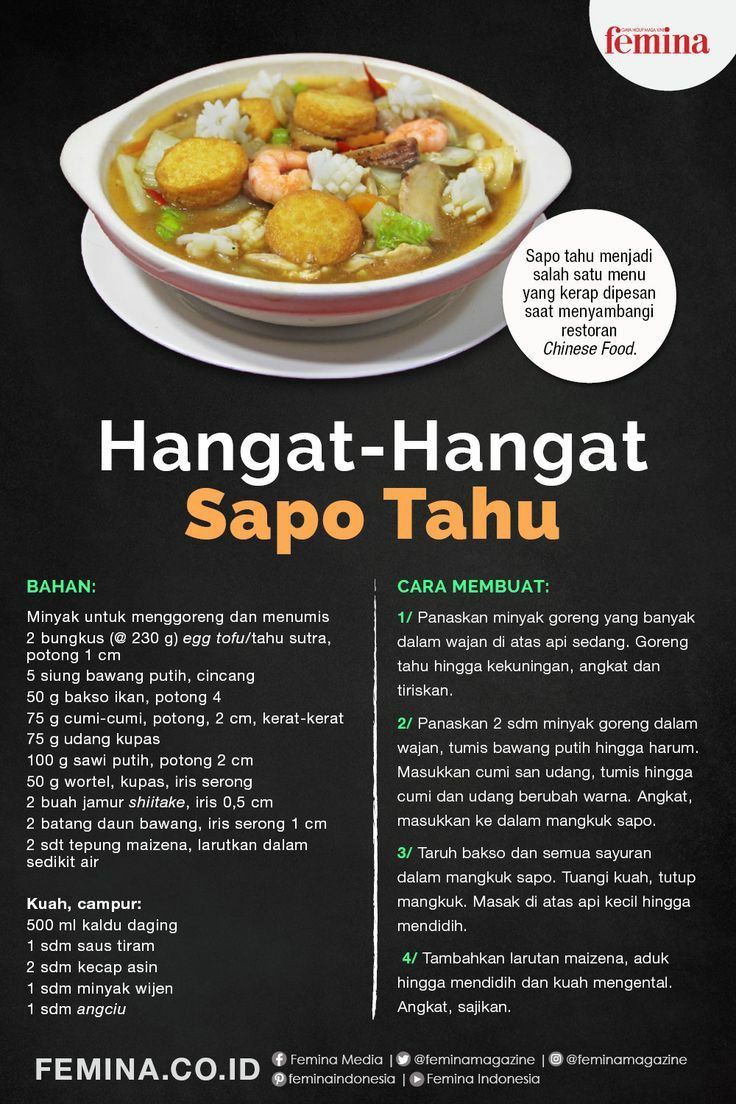 GAYA HIDUP MASA KINI
femina
Sapo tahu menjadi
salah satu menu
yang kerap dipesan
saat menyambangi
restoran
Chinese Food.
Hangat-Hangat
Sapo Tahu
BAHAN:
Minyak untuk menggoreng dan menumis
2 bungkus (@ 230 g) egg tofu/tahu sutra,
potong 1 cm
5 siung bawang putih, cincang
50 g bakso ikan, potong 4
75 g cumi-cumi, potong, 2 cm, kerat-kerat
75 g udang kupas
100 g sawi putih, potong 2 cm
50 g wortel, kupas, iris serong
2 buah jamur shiitake, iris 0,5 cm
2 batang daun bawang, iris serong 1 cm
2 sdt tepung maizena, larutkan dalam
sedikit air
Kuah, campur:
500 ml kaldu daging
1 sdm saus tiram
2 sdm kecap asin
1 sdm minyak wijen
1 sdm angciu
CARA MEMBUAT:
1/ Panaskan minyak goreng yang banyak
dalam wajan di atas api sedang. Goreng
tahu hingga kekuningan, angkat dan
tiriskan.
2/ Panaskan 2 sdm minyak goreng dalam
wajan, tumis bawang putih hingga harum.
Masukkan cumi san udang, tumis hingga
cumi dan udang berubah warna. Angkat,
masukkan ke dalam mangkuk sapo.
3/ Taruh bakso dan semua sayuran
dalam mangkuk sapo. Tuangi kuah, tutup
mangkuk. Masak di atas api kecil hingga
mendidih.
4/ Tambahkan larutan maizena, aduk
hingga mendidih dan kuah mengental.
Angkat, sajikan.
FEMINA.CO.ID
Femina Media | @feminamagazine | @feminamagazine
feminaindonesia | Femina Indonesia